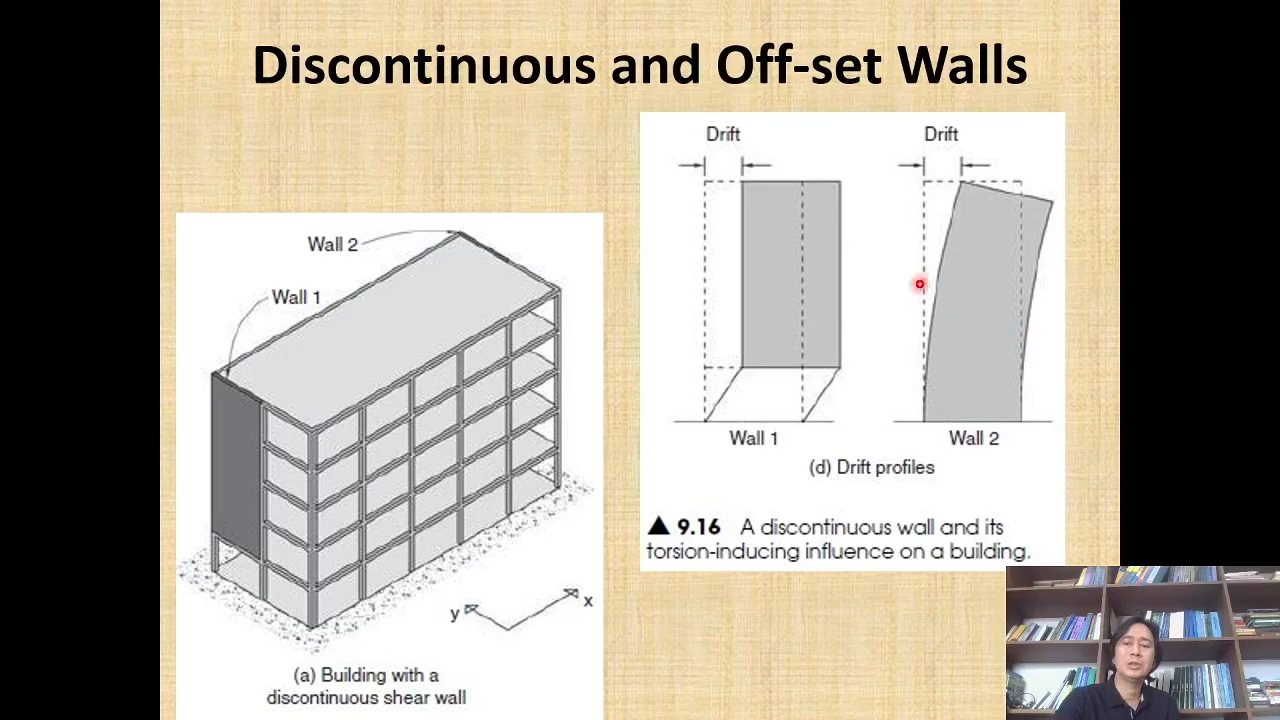 Discontinuous and Off-set Walls
Wall 2
Wall 1
y
x
(a) Building with a
discontinuous shear wall
Drift
Drift
Wall 1
Wall 2
(d) Drift profiles
▲ 9.16 A discontinuous wall and its
torsion-inducing influence on a building.